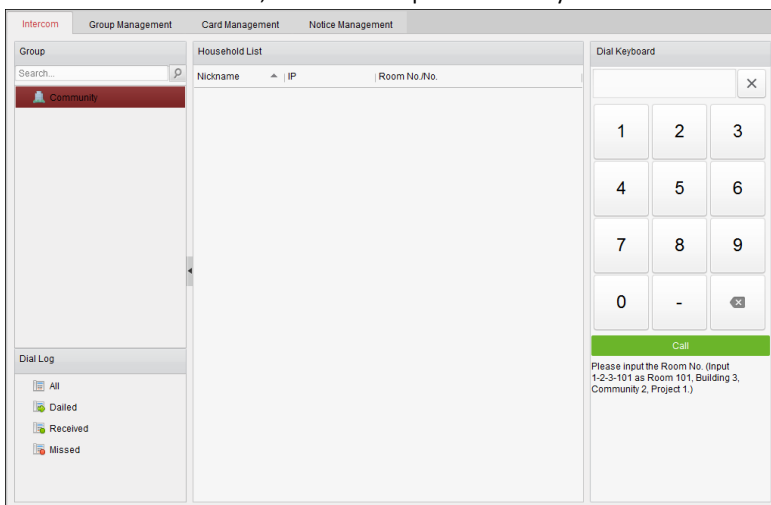 Intercom Group Management Card Management Notice Management
Group
Search...
Community
Dial Log
All
Dailed
Received
Missed
Household List
Nickname IP Room No./No.
Dial Keyboard
1 2 3
4 5 6
7 8 9
0 -
Call
Please input the Room No. (Input
1-2-3-101 as Room 101, Building 3,
Community 2, Project 1.)